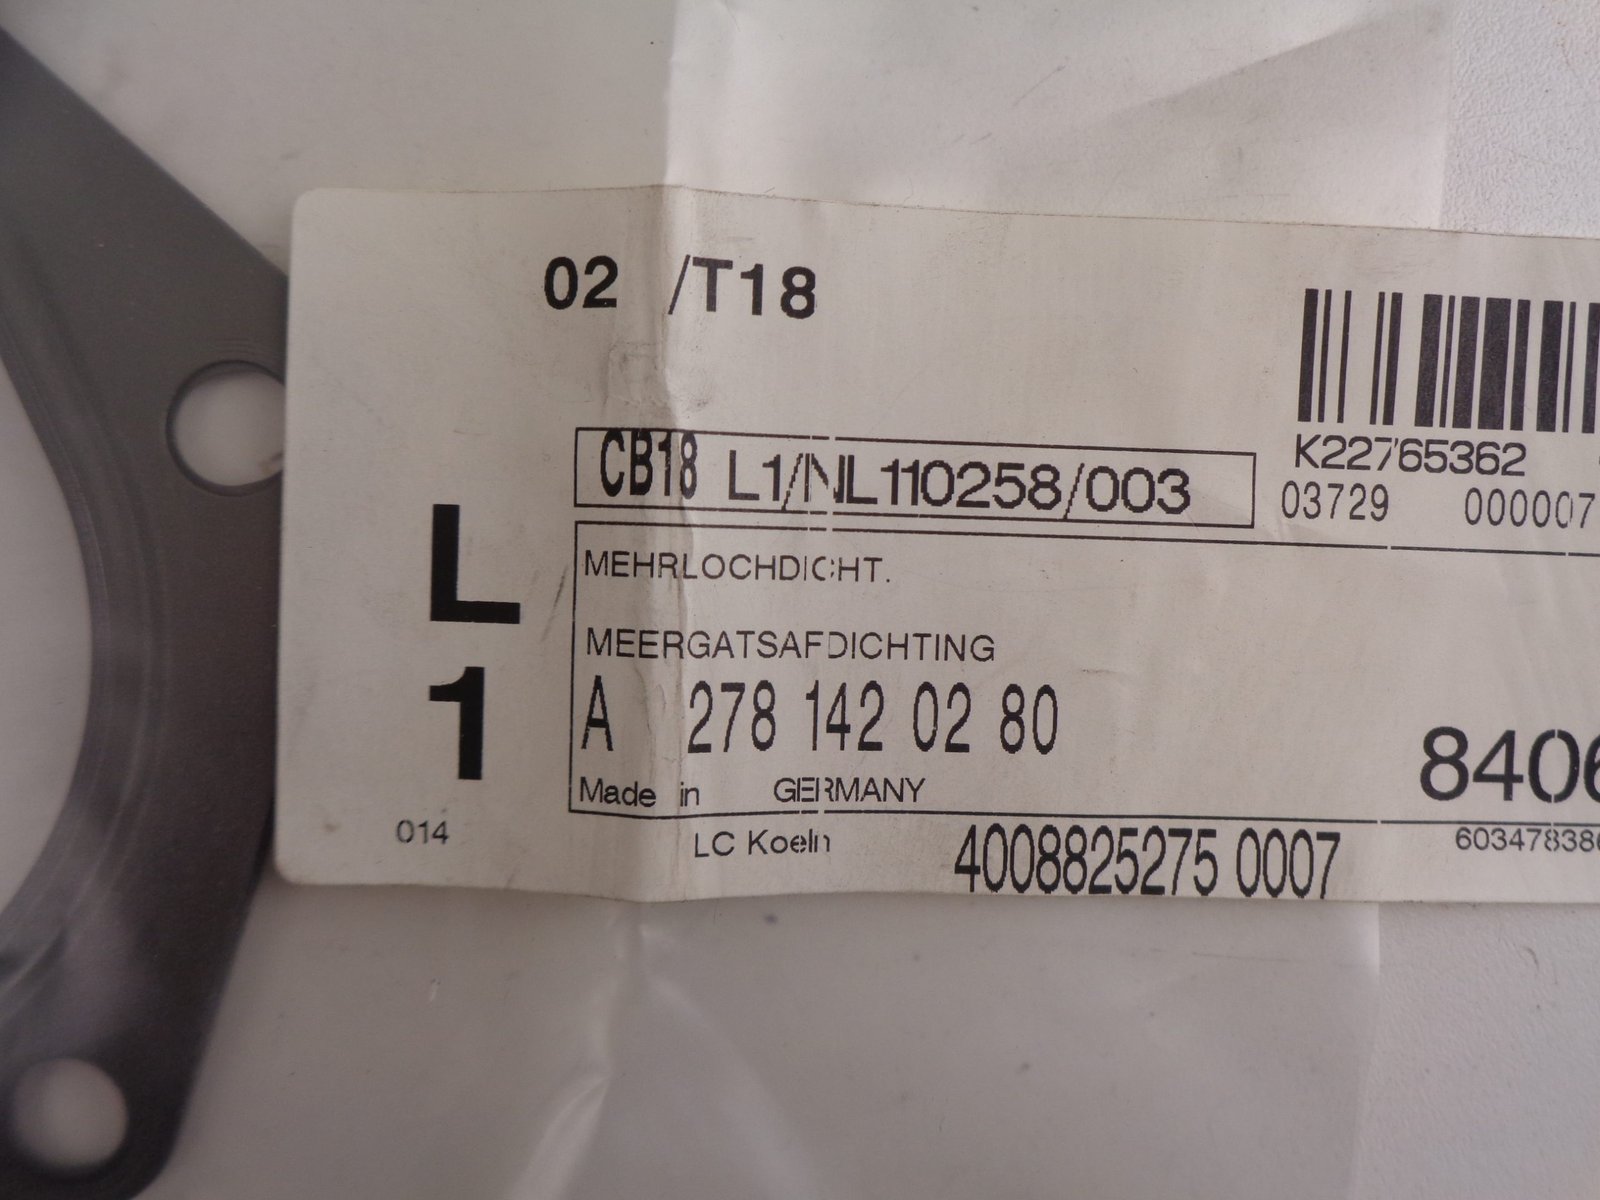 02 /T18
K22765362
03729 000007
CB18 L1/NL110258/003
L
1
MEHRLOCHDICHT.
MEERGATSAFDICHTING
A 278 142 02 80
Made in GERMANY
8406
014
LC Koeln
4008825275 0007
60347838